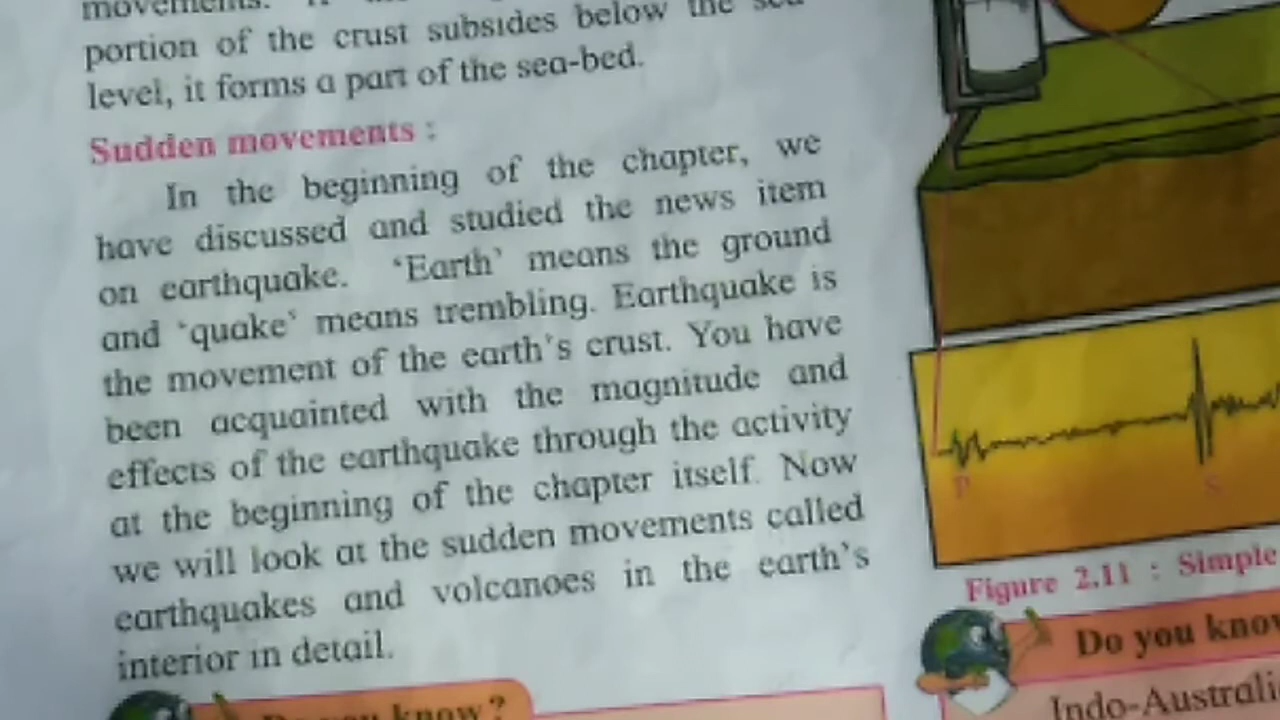 movements.
portion of the crust subsides below the sea
level, it forms a part of the sea-bed.
Sudden movements :
In the beginning of the chapter, we
have discussed and studied the news item
on earthquake. ‘Earth’ means the ground
and ‘quake’ means trembling. Earthquake is
the movement of the earth’s crust. You have
been acquainted with the magnitude and
effects of the earthquake through the activity
at the beginning of the chapter itself. Now
we will look at the sudden movements called
earthquakes and volcanoes in the earth’s
interior in detail.
Do you know?
P
S
Figure 2.11 : Simple
Do you know
Indo-Australi